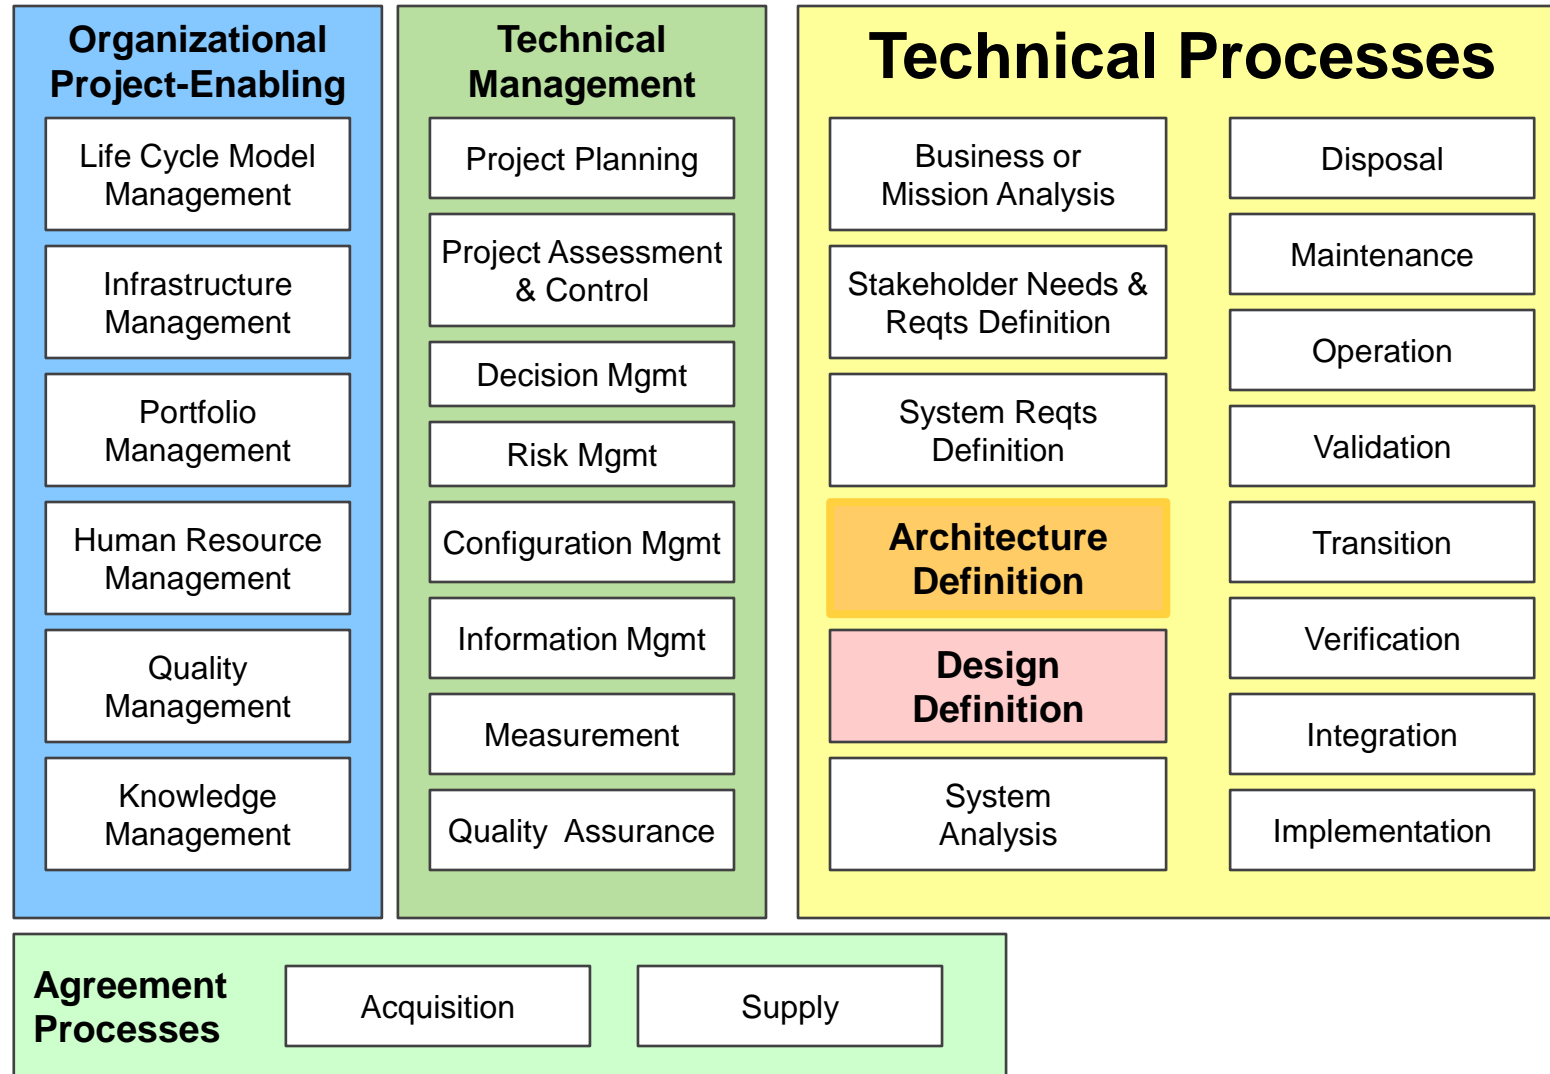 Organizational
Project-Enabling
Life Cycle Model
Management
Infrastructure
Management
Portfolio
Management
Human Resource
Management
Quality
Management
Knowledge
Management
Technical
Management
Project Planning
Project Assessment
& Control
Decision Mgmt
Risk Mgmt
Configuration Mgmt
Information Mgmt
Measurement
Quality  Assurance
Technical Processes
Business or
Mission Analysis
Stakeholder Needs &
Reqts Definition
System Reqts
Definition
Architecture
Definition
Design
Definition
System
Analysis
Disposal
Maintenance
Operation
Validation
Transition
Verification
Integration
Implementation
Agreement
Processes
Acquisition
Supply